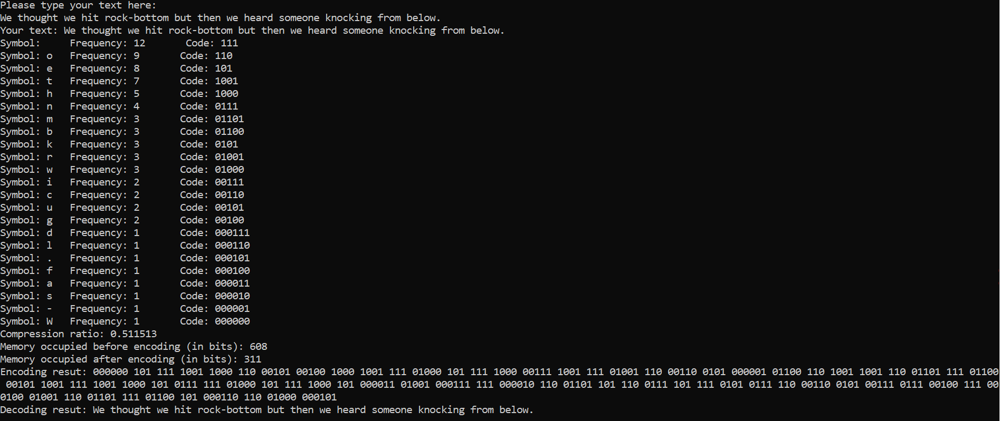 Please type your text here:
We thought we hit rock-bottom but then we heard someone knocking from below.
Your text: We thought we hit rock-bottom but then we heard someone knocking from below.
Symbol:     Frequency: 12       Code: 111
Symbol: o   Frequency: 9       Code: 110
Symbol: e   Frequency: 8       Code: 101
Symbol: t   Frequency: 7       Code: 1001
Symbol: h   Frequency: 5       Code: 1000
Symbol: n   Frequency: 4       Code: 0111
Symbol: m   Frequency: 3       Code: 01101
Symbol: b   Frequency: 3       Code: 01100
Symbol: k   Frequency: 3       Code: 0101
Symbol: r   Frequency: 3       Code: 01001
Symbol: w   Frequency: 3       Code: 01000
Symbol: i   Frequency: 2       Code: 00111
Symbol: c   Frequency: 2       Code: 00110
Symbol: u   Frequency: 2       Code: 00101
Symbol: g   Frequency: 2       Code: 00100
Symbol: d   Frequency: 1       Code: 000111
Symbol: l   Frequency: 1       Code: 000110
Symbol: .   Frequency: 1       Code: 000101
Symbol: f   Frequency: 1       Code: 000100
Symbol: a   Frequency: 1       Code: 000011
Symbol: s   Frequency: 1       Code: 000010
Symbol: -   Frequency: 1       Code: 000001
Symbol: W   Frequency: 1       Code: 000000
Compression ratio: 0.511513
Memory occupied before encoding (in bits): 608
Memory occupied after encoding (in bits): 311
Encoding resut: 000000 101 111 1001 1000 110 00101 00100 1000 1001 111 01000 101 111 1000 00111 1001 111 01001 110 00110 0101 000001 01100 110 1001 1001 110 01101 111 01100
 00101 1001 111 1001 1000 101 0111 111 01000 101 111 1000 101 000011 01001 000111 111 000010 110 01101 101 110 0111 101 111 0101 0111 110 00110 0101 00111 0111 00100 111 00
0100 01001 110 01101 111 01100 101 000110 110 01000 000101
Decoding resut: We thought we hit rock-bottom but then we heard someone knocking from below.